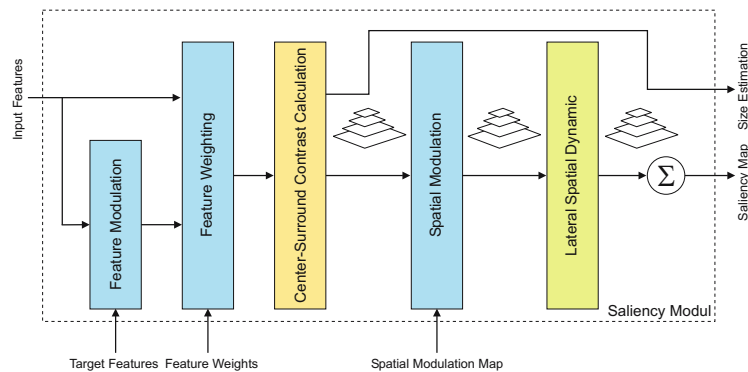 Input Features
Feature Modulation
Feature Weighting
Center-Surround Contrast Calculation
Spatial Modulation
Lateral Spatial Dynamic
Σ
Size Estimation
Saliency Map
Saliency Modul
Target Features
Feature Weights
Spatial Modulation Map